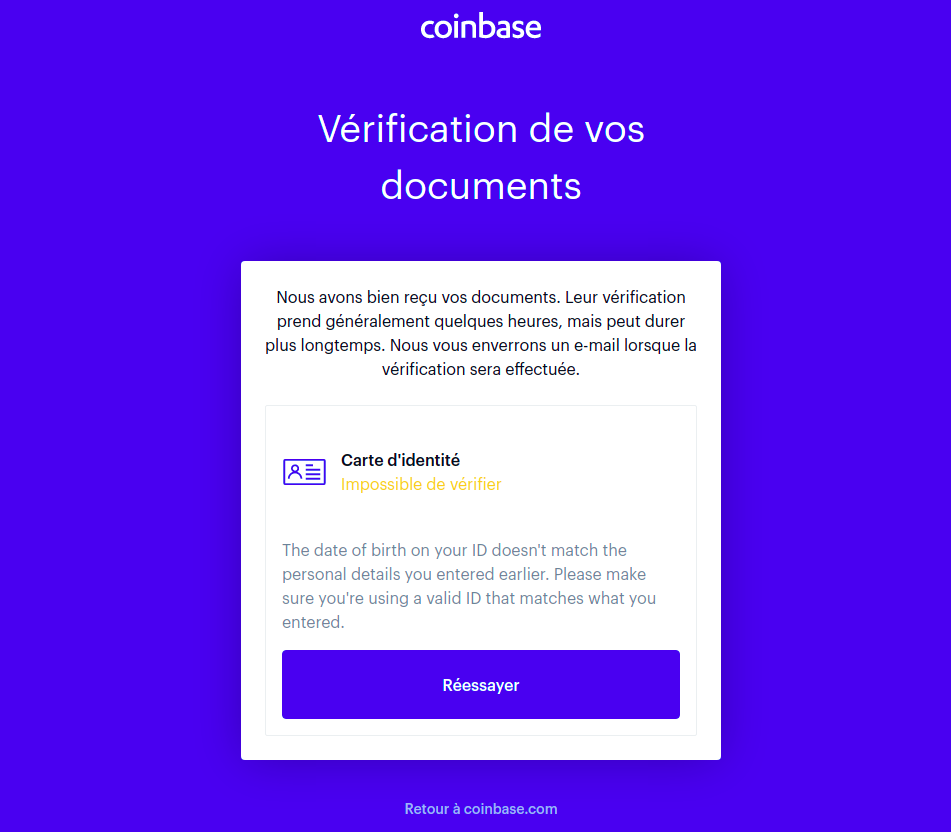 coinbase
Vérification de vos
documents
Nous avons bien reçu vos documents. Leur vérification
prend généralement quelques heures, mais peut durer
plus longtemps. Nous vous enverrons un e-mail lorsque la
vérification sera effectuée.
Carte d'identité
Impossible de vérifier
The date of birth on your ID doesn't match the
personal details you entered earlier. Please make
sure you're using a valid ID that matches what you
entered.
Réessayer
Retour à coinbase.com